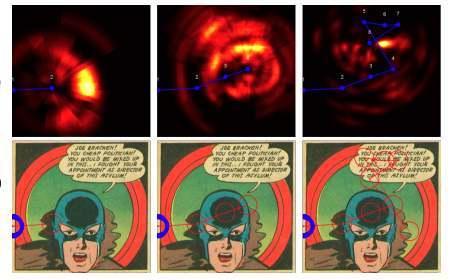 2
2
3
4
2
3
4
5
6
7
8
JOE BRACKEN!
YOU CHEAP POLITICIAN!
YOU WOULD BE MIXED UP
IN THIS... I FOUGHT YOUR
APPOINTMENT AS DIRECTOR
OF THIS ASYLUM!
JOE BRACKEN!
YOU CHEAP POLITICIAN!
YOU WOULD BE MIXED UP
IN THIS... I FOUGHT YOUR
APPOINTMENT AS DIRECTOR
OF THIS ASYLUM!
JOE BRACKEN!
YOU CHEAP POLITICIAN!
YOU WOULD BE MIXED UP
IN THIS... I FOUGHT YOUR
APPOINTMENT AS DIRECTOR
OF THIS ASYLUM!